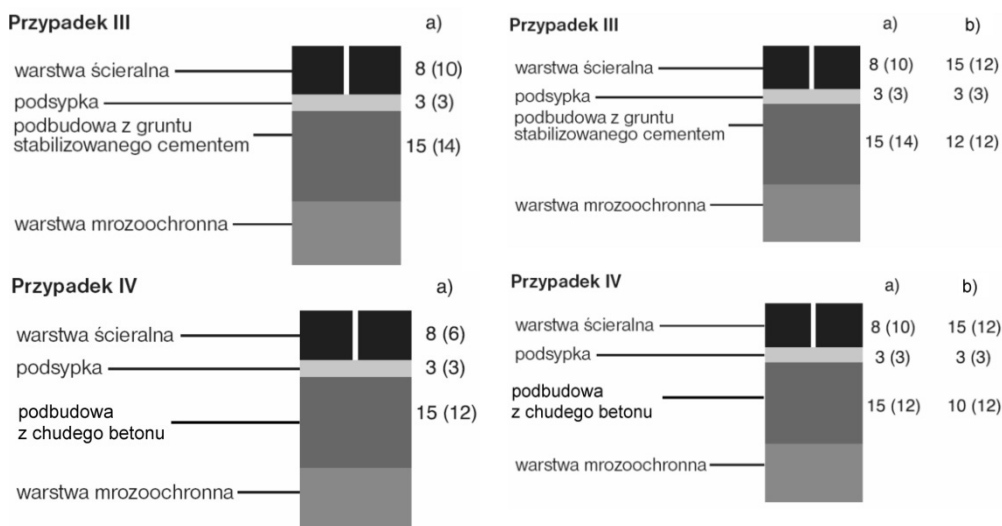 Przypadek III a)
warstwa ścieralna 8 (10)
podsypka 3 (3)
podbudowa z gruntu
stabilizowanego cementem 15 (14)
warstwa mrozoochronna
Przypadek III a) b)
warstwa ścieralna 8 (10) 15 (12)
podsypka 3 (3) 3 (3)
podbudowa z gruntu
stabilizowanego cementem 15 (14) 12 (12)
warstwa mrozoochronna
Przypadek IV a)
warstwa ścieralna 8 (6)
podsypka 3 (3)
podbudowa 15 (12)
z chudego betonu
warstwa mrozoochronna
Przypadek IV a) b)
warstwa ścieralna 8 (10) 15 (12)
podsypka 3 (3) 3 (3)
podbudowa
z chudego betonu 15 (12) 10 (12)
warstwa mrozoochronna